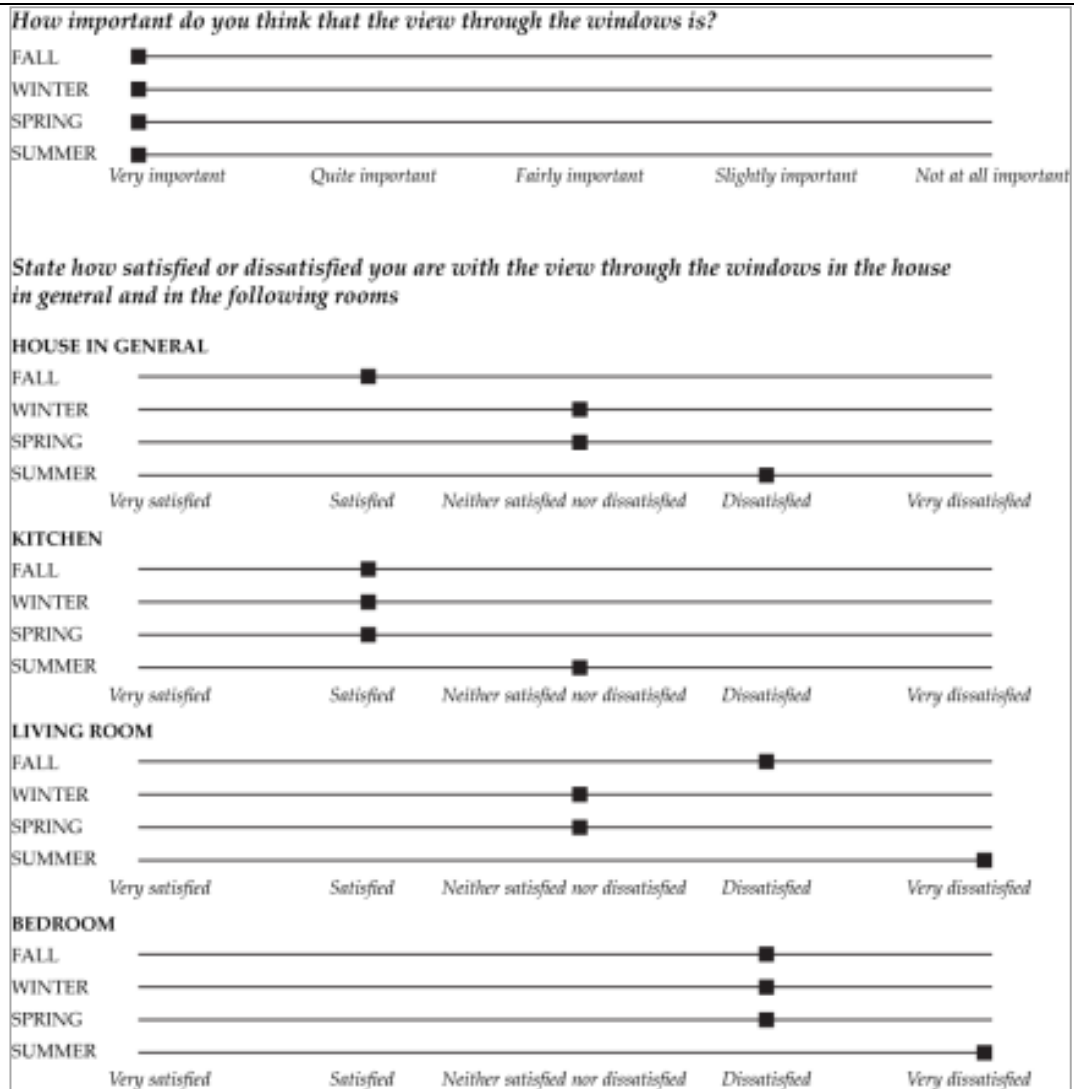 How important do you think that the view through the windows is?
FALL
WINTER
SPRING
SUMMER
Very important Quite important Fairly important Slightly important Not at all important
State how satisfied or dissatisfied you are with the view through the windows in the house
in general and in the following rooms
HOUSE IN GENERAL
FALL
WINTER
SPRING
SUMMER
Very satisfied Satisfied Neither satisfied nor dissatisfied Dissatisfied Very dissatisfied
KITCHEN
FALL
WINTER
SPRING
SUMMER
Very satisfied Satisfied Neither satisfied nor dissatisfied Dissatisfied Very dissatisfied
LIVING ROOM
FALL
WINTER
SPRING
SUMMER
Very satisfied Satisfied Neither satisfied nor dissatisfied Dissatisfied Very dissatisfied
BEDROOM
FALL
WINTER
SPRING
SUMMER
Very satisfied Satisfied Neither satisfied nor dissatisfied Dissatisfied Very dissatisfied